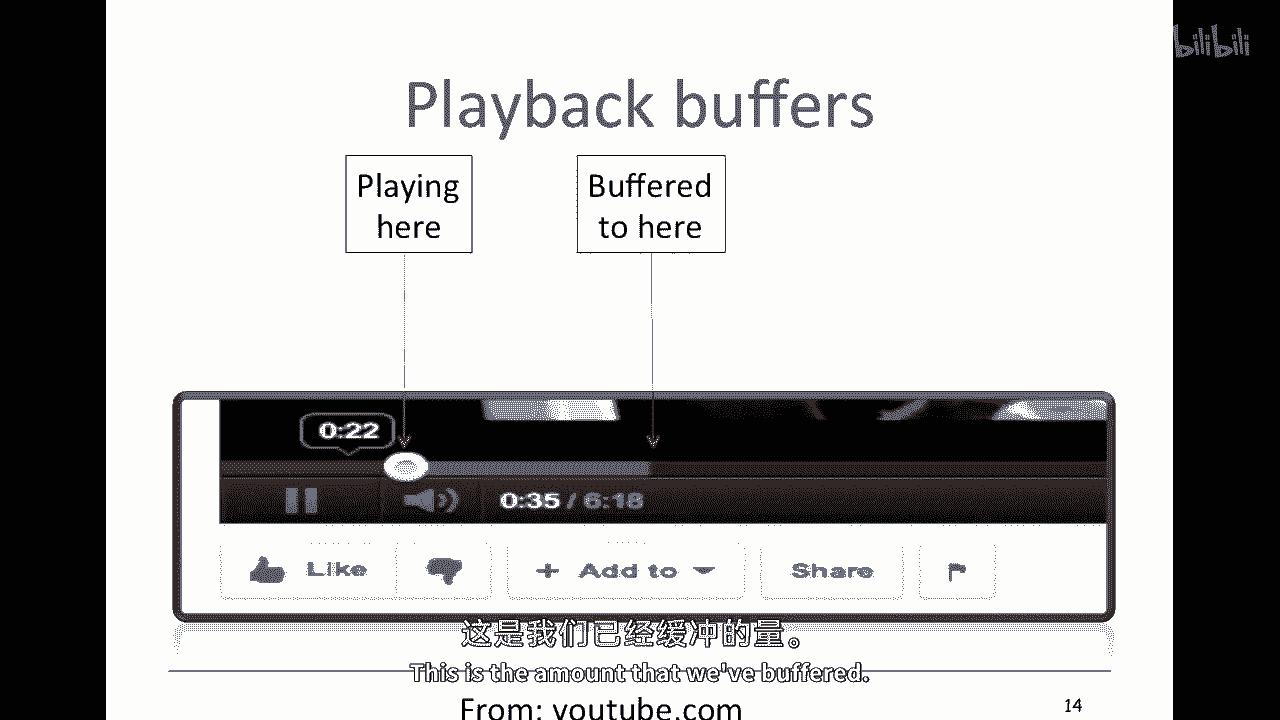 bilibili
Playback buffers
Playing
here
Buffered
to here
0:22
0:35 / 6:18
Like
+ Add to
Share
这是我们已经缓冲的量。
This is the amount that we've buffered.
From: youtube.com
14